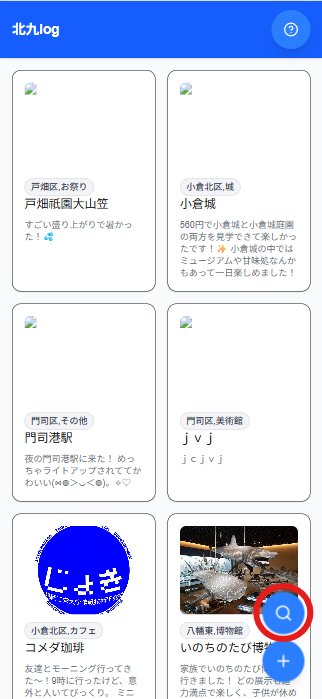 北九log
戸畑区,お祭り
戸畑祇園大山笠
すごい盛り上がりで暑かっ
た！💦
小倉北区,城
小倉城
560円で小倉城と小倉城庭園
の両方を見学できて楽しかっ
たです！✨ 小倉城の中では
ミュージアムや甘味処なんか
もあって一日楽しめました！
門司区,その他
門司港駅
夜の門司港駅に来た！ めっ
ちゃライトアップされててか
わいい(⋈◍＞◡＜◍)。✧♡
門司区,美術館
ｊｖｊ
ｊｃｊｖｊ
じょぎ
小倉北区,カフェ
コメダ珈琲
友達とモーニング行ってき
た〜！9時に行ったけど、意
外と人いてびっくり。 ミニ
八幡東,博物館
いのちのたび博物
家族でいのちのたび
行ってきた！ どの展示も迫
力満点で楽しく、子供が休め